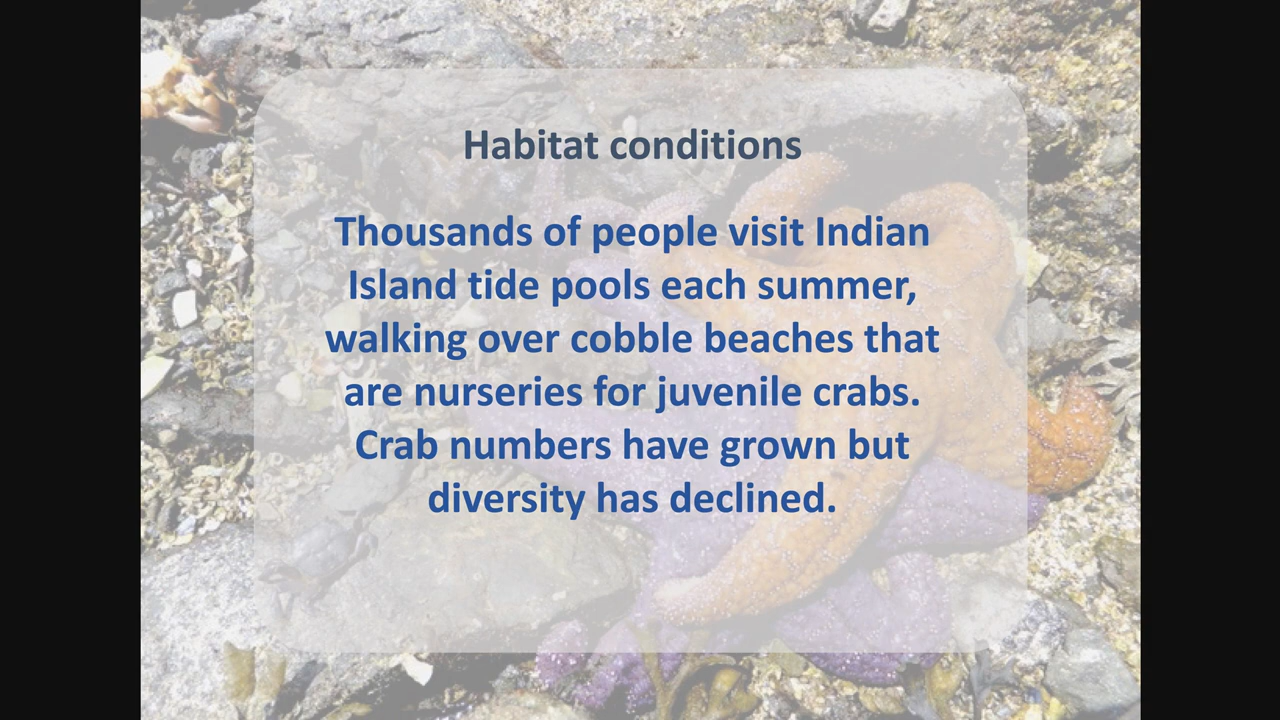 Habitat conditions
Thousands of people visit Indian
Island tide pools each summer,
walking over cobble beaches that
are nurseries for juvenile crabs.
Crab numbers have grown but
diversity has declined.